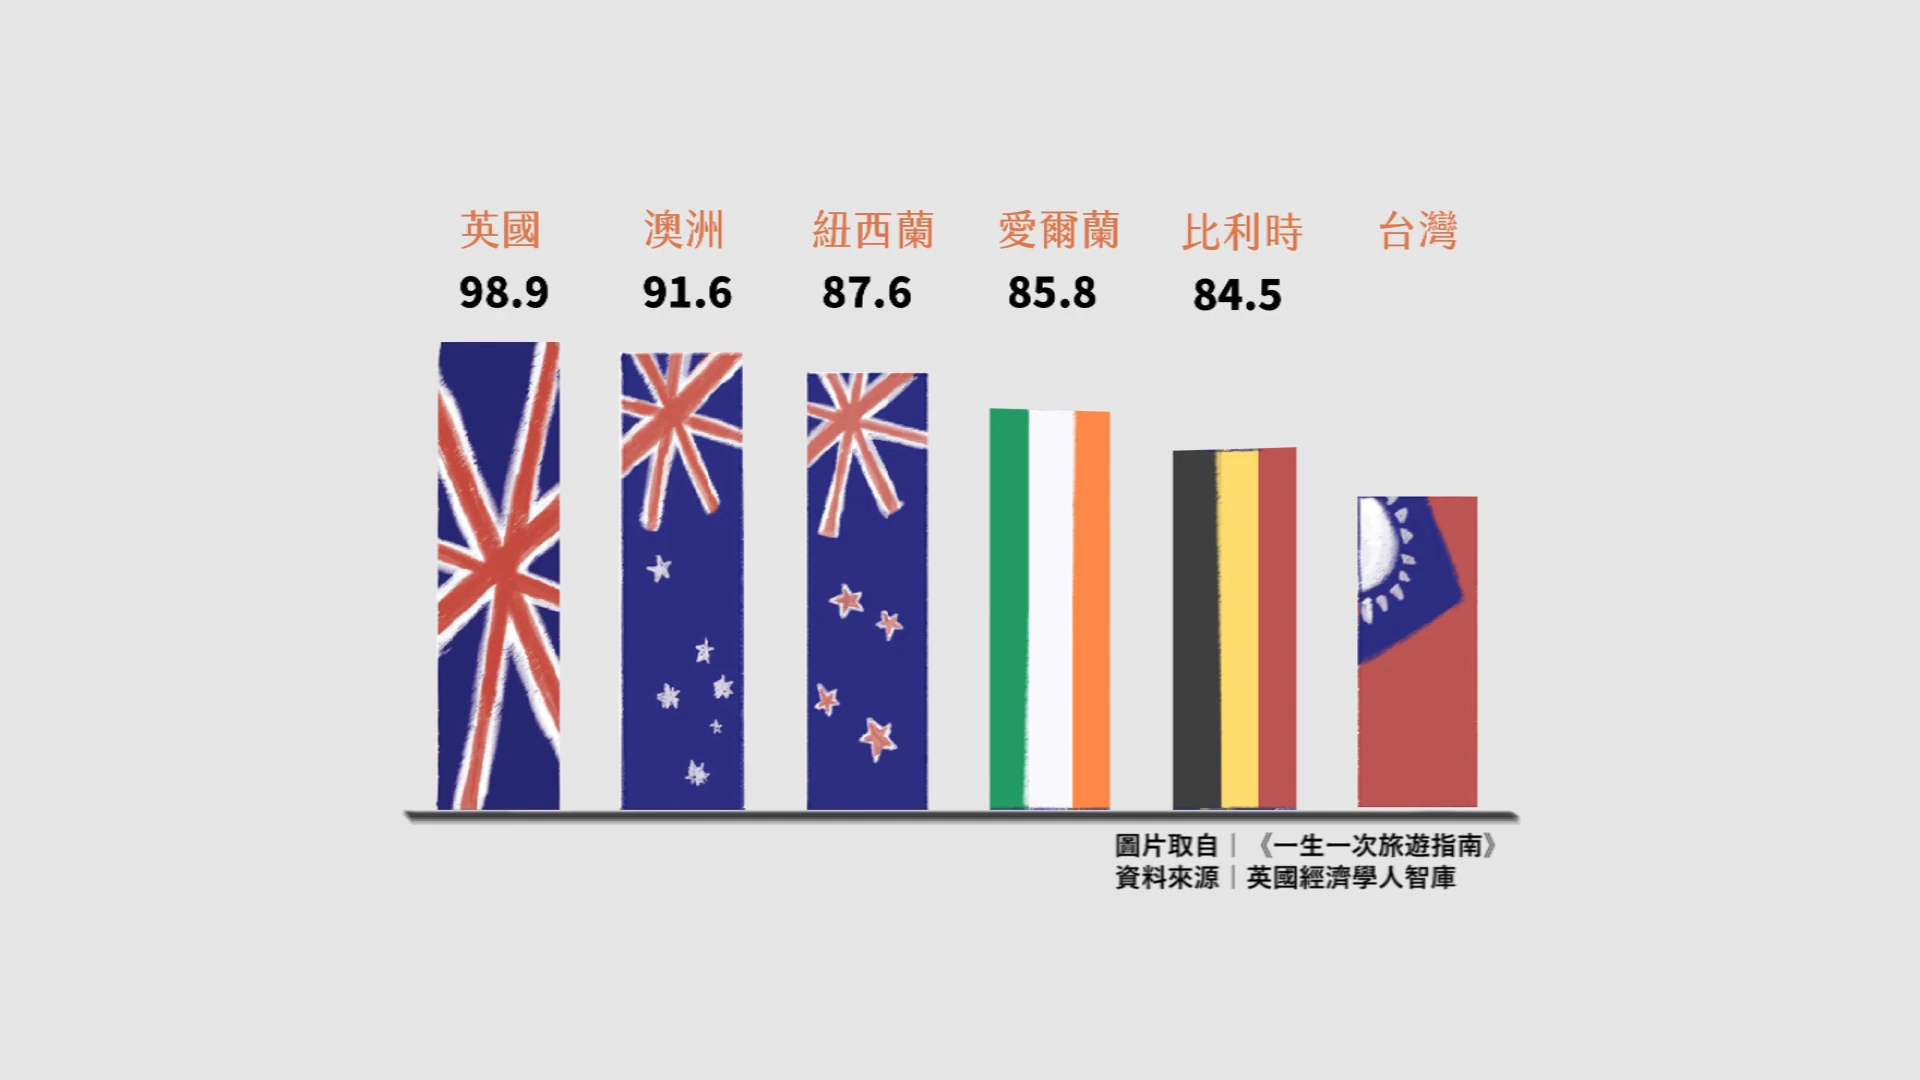 英國 澳洲 紐西蘭 愛爾蘭 比利時 台灣
98.9 91.6 87.6 85.8 84.5
圖片取自｜《一生一次旅遊指南》
資料來源｜英國經濟學人智庫